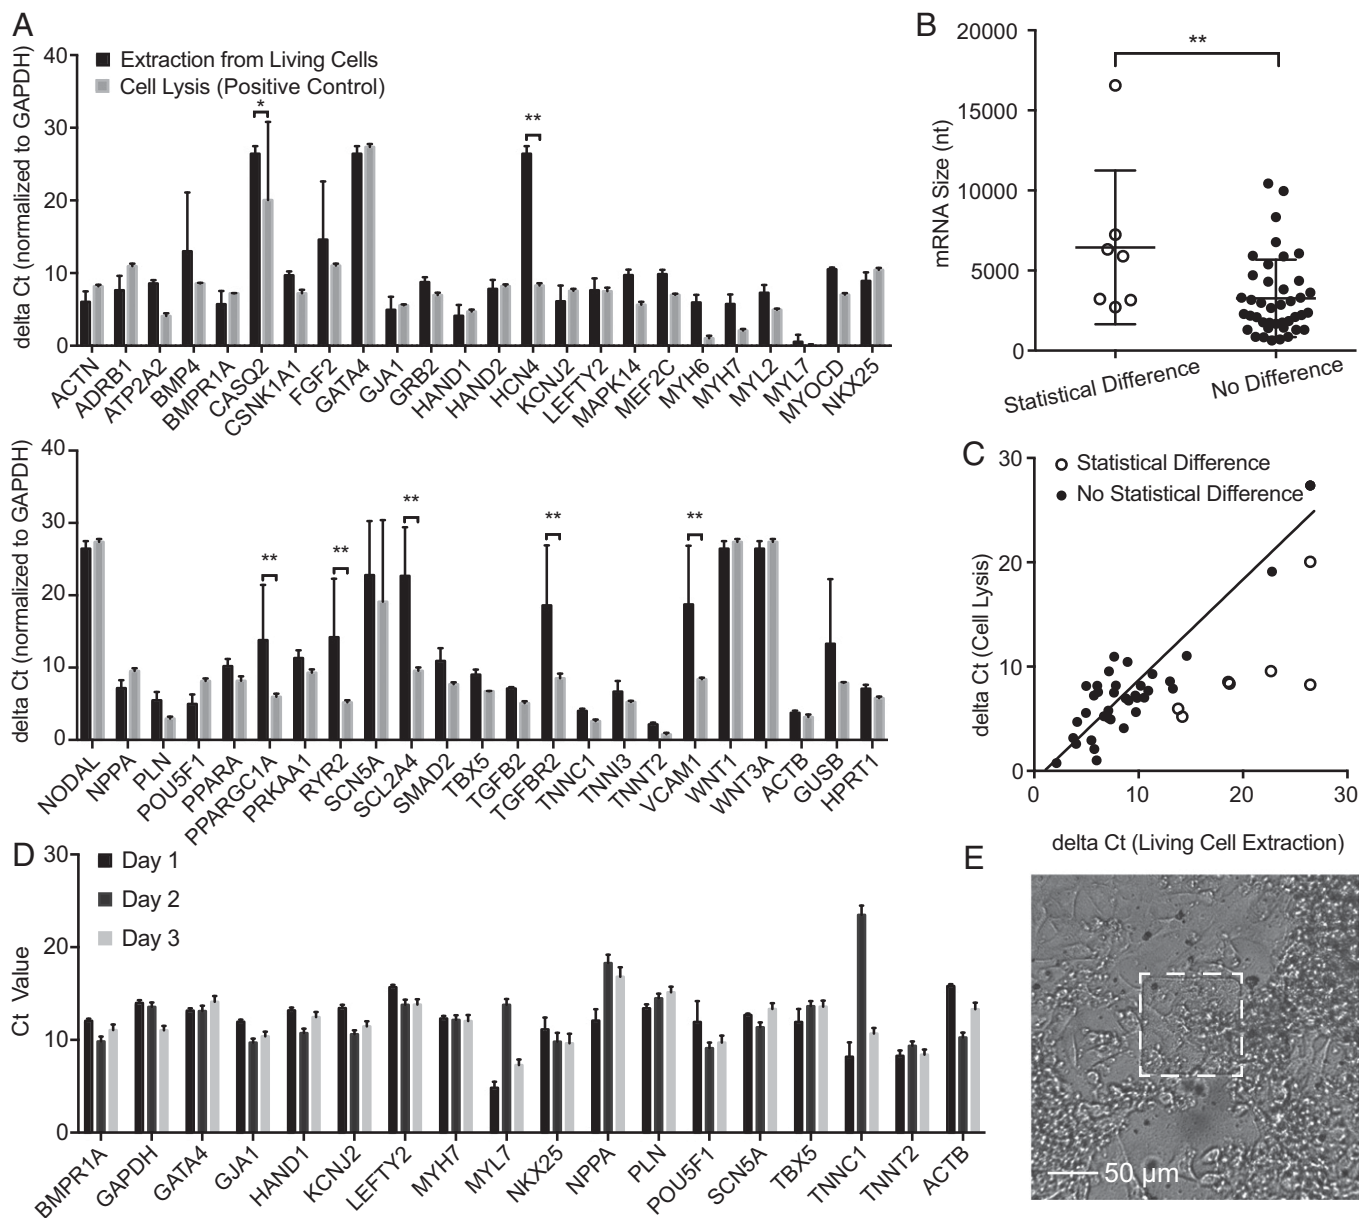 A
delta Ct (normalized to GAPDH)
40
30
20
10
0
Extraction from Living Cells
Cell Lysis (Positive Control)
*
**
ACTN
ADRB1
ATP2A2
BMP4
BMPR1A
CASQ2
CSNK1A1
FGF2
GATA4
GJA1
GRB2
HAND1
HAND2
HCN4
KCNJ2
LEFTY2
MAPK14
MEF2C
MYH6
MYH7
MYL2
MYL7
MYOCD
NKX25
delta Ct (normalized to GAPDH)
40
30
20
10
0
**
**
**
**
**
NODAL
NPPA
PLN
POU5F1
PPARA
PPARGC1A
PRKAA1
RYR2
SCN5A
SCL2A4
SMAD2
TBX5
TGFB2
TGFBR2
TNNC1
TNNI3
TNNT2
VCAM1
WNT1
WNT3A
ACTB
GUSB
HPRT1
B
mRNA Size (nt)
20000
15000
10000
5000
0
**
Statistical Difference
No Difference
C
delta Ct (Cell Lysis)
30
20
10
0
Statistical Difference
No Statistical Difference
0
10
20
30
delta Ct (Living Cell Extraction)
D
Ct Value
30
20
10
0
Day 1
Day 2
Day 3
BMPR1A
GAPDH
GATA4
GJA1
HAND1
KCNJ2
LEFTY2
MYH7
MYL7
NKX25
NPPA
PLN
POU5F1
SCN5A
TBX5
TNNC1
TNNT2
ACTB
E
50 µm